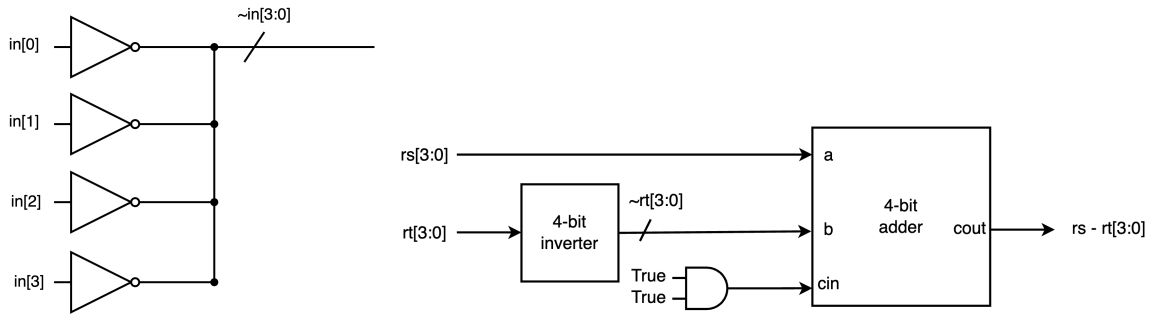 ~in[3:0]
in[0]
in[1]
in[2]
in[3]
rs[3:0]
rt[3:0]
4-bit
inverter
~rt[3:0]
True
True
a
b
cin
4-bit
adder
cout
rs - rt[3:0]